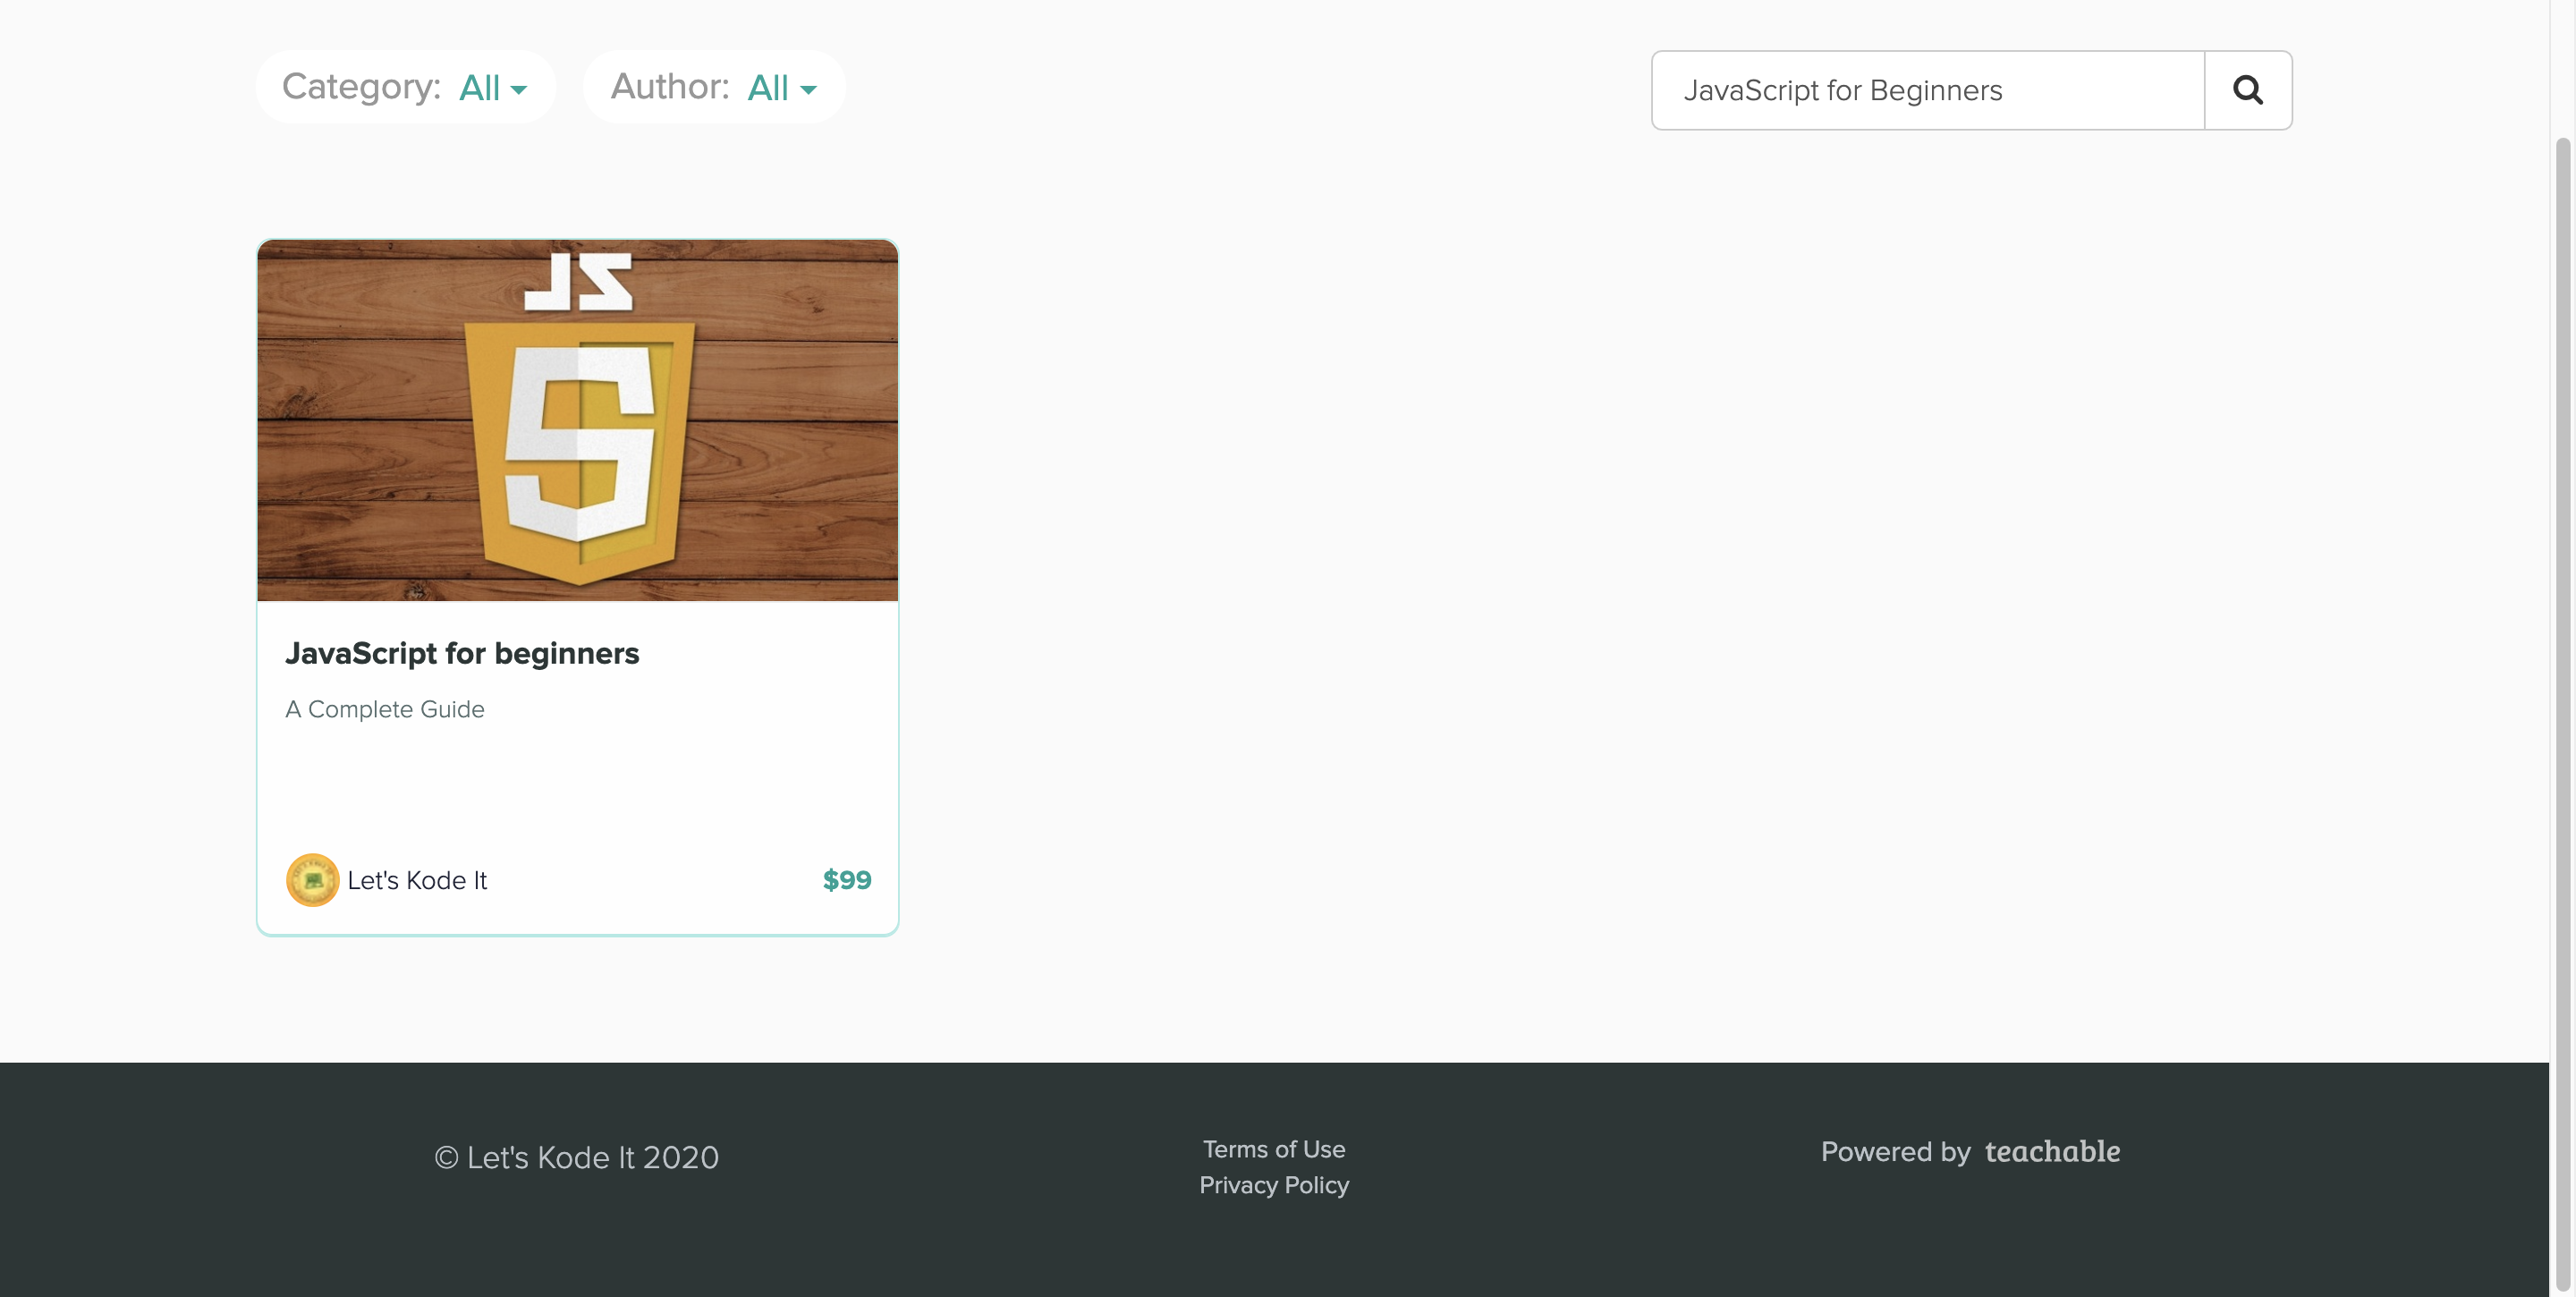 Category: All
Author: All
JavaScript for Beginners
JS
5
JavaScript for beginners
A Complete Guide
Let's Kode It
$99
© Let's Kode It 2020
Terms of Use
Privacy Policy
Powered by teachable